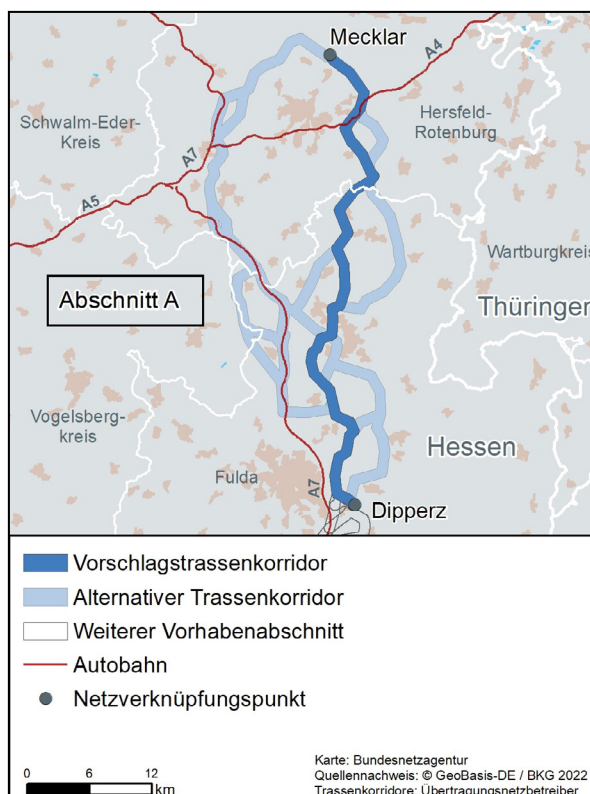 Mecklar
A4
Schwalm-Eder-
Kreis
Hersfeld-
Rotenburg
A7
A5
Wartburgkreis
Abschnitt A
Thüringen
Vogelsberg-
kreis
Hessen
Fulda
A7
Dipperz
Vorschlagstrassenkorridor
Alternativer Trassenkorridor
Weiterer Vorhabenabschnitt
Autobahn
Netzverknüpfungspunkt
0 6 12
km
Karte: Bundesnetzagentur
Quellennachweis: © GeoBasis-DE / BKG 2022
Trassenkorridore: Übertragungsnetzbetreiber